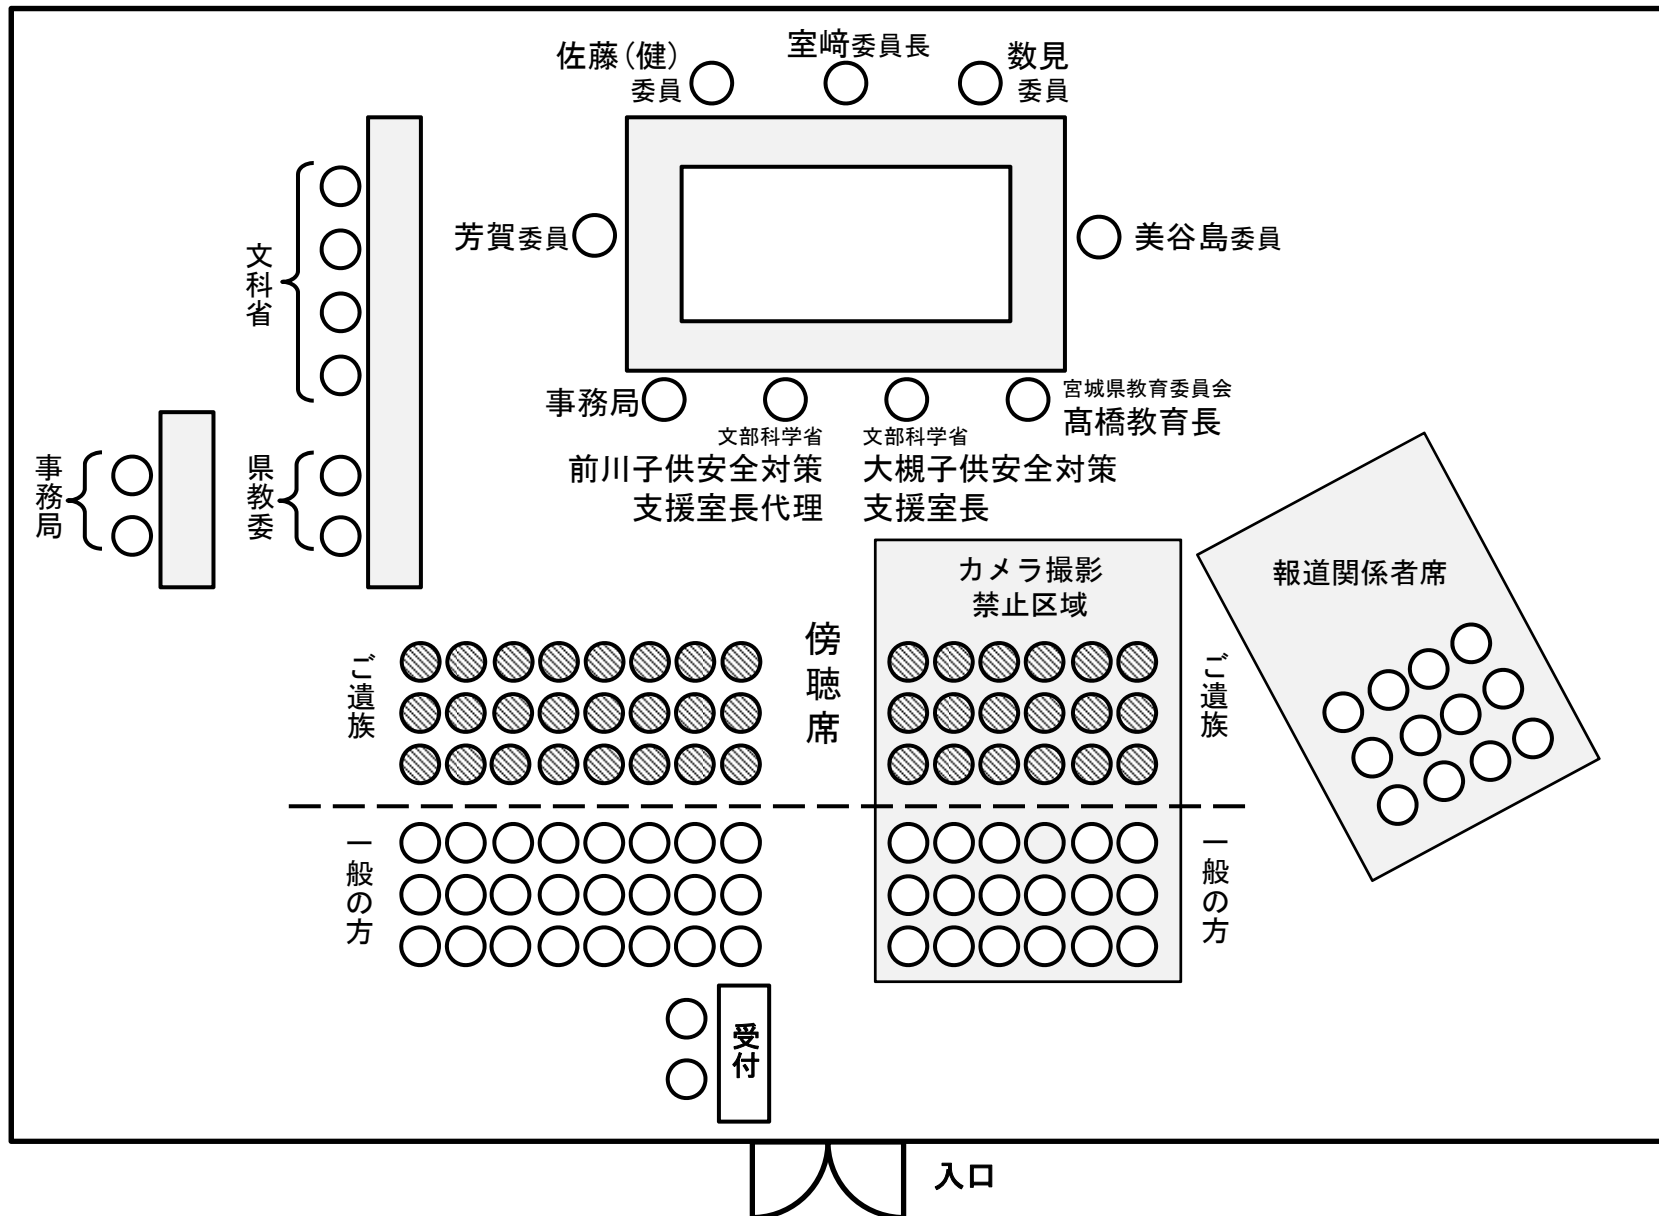 佐藤(健)
委員
室﨑委員長
数見
委員
芳賀委員
美谷島委員
文科省
事務局
宮城県教育委員会
髙橋教育長
文部科学省
前川子供安全対策
支援室長代理
文部科学省
大槻子供安全対策
支援室長
事務局
県教委
カメラ撮影
禁止区域
報道関係者席
ご遺族
傍聴席
ご遺族
一般の方
一般の方
受付
入口